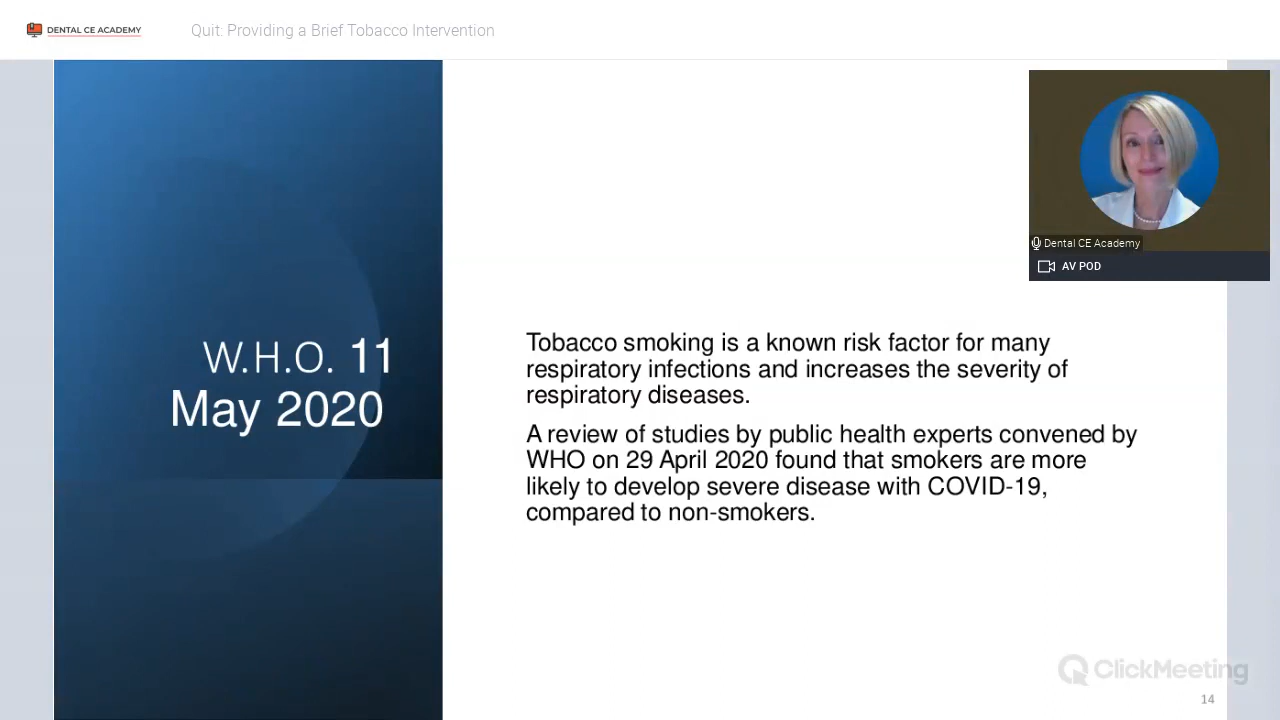 DENTAL CE ACADEMY
Quit: Providing a Brief Tobacco Intervention
Dental CE Academy
AV POD
W.H.O. 11
May 2020
Tobacco smoking is a known risk factor for many
respiratory infections and increases the severity of
respiratory diseases.
A review of studies by public health experts convened by
WHO on 29 April 2020 found that smokers are more
likely to develop severe disease with COVID-19,
compared to non-smokers.
ClickMeeting
14